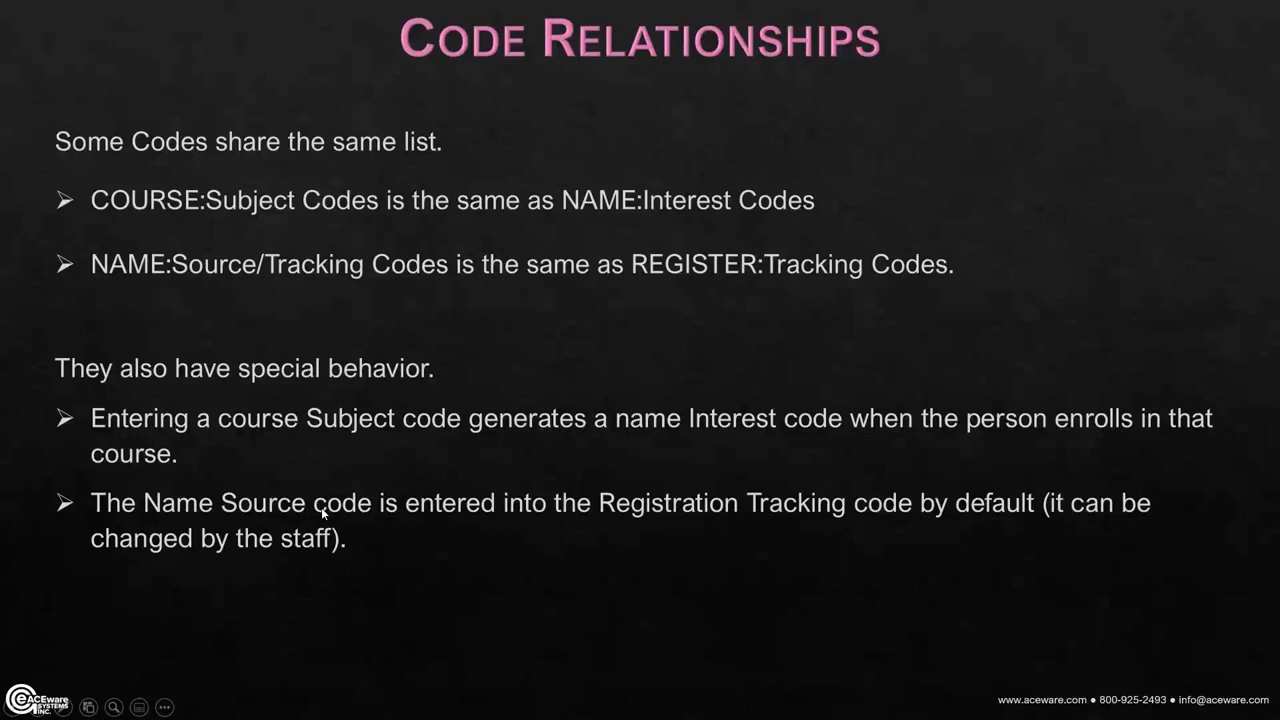 CODE RELATIONSHIPS
Some Codes share the same list.
➢ COURSE:Subject Codes is the same as NAME:Interest Codes
➢ NAME:Source/Tracking Codes is the same as REGISTER:Tracking Codes.
They also have special behavior.
➢ Entering a course Subject code generates a name Interest code when the person enrolls in that
course.
➢ The Name Source code is entered into the Registration Tracking code by default (it can be
changed by the staff).
ACEware
SYSTEMS
INC.
www.aceware.com ● 800-925-2493 ● info@aceware.com